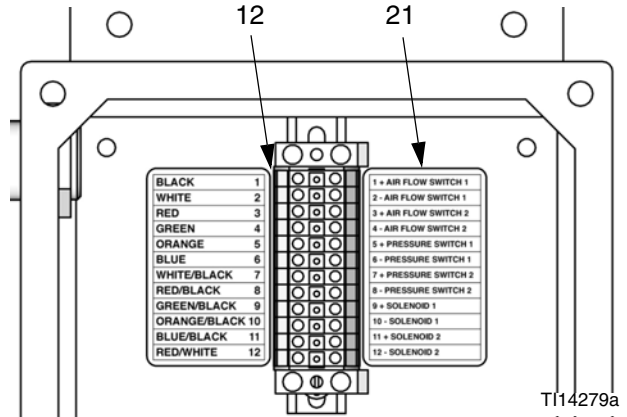 12
21
BLACK 1
WHITE 2
RED 3
GREEN 4
ORANGE 5
BLUE 6
WHITE/BLACK 7
RED/BLACK 8
GREEN/BLACK 9
ORANGE/BLACK 10
BLUE/BLACK 11
RED/WHITE 12
1 + AIR FLOW SWITCH 1
2 - AIR FLOW SWITCH 1
3 + AIR FLOW SWITCH 2
4 - AIR FLOW SWITCH 2
5 + PRESSURE SWITCH 1
6 - PRESSURE SWITCH 1
7 + PRESSURE SWITCH 2
8 - PRESSURE SWITCH 2
9 + SOLENOID 1
10 - SOLENOID 1
11 + SOLENOID 2
12 - SOLENOID 2
TI14279a